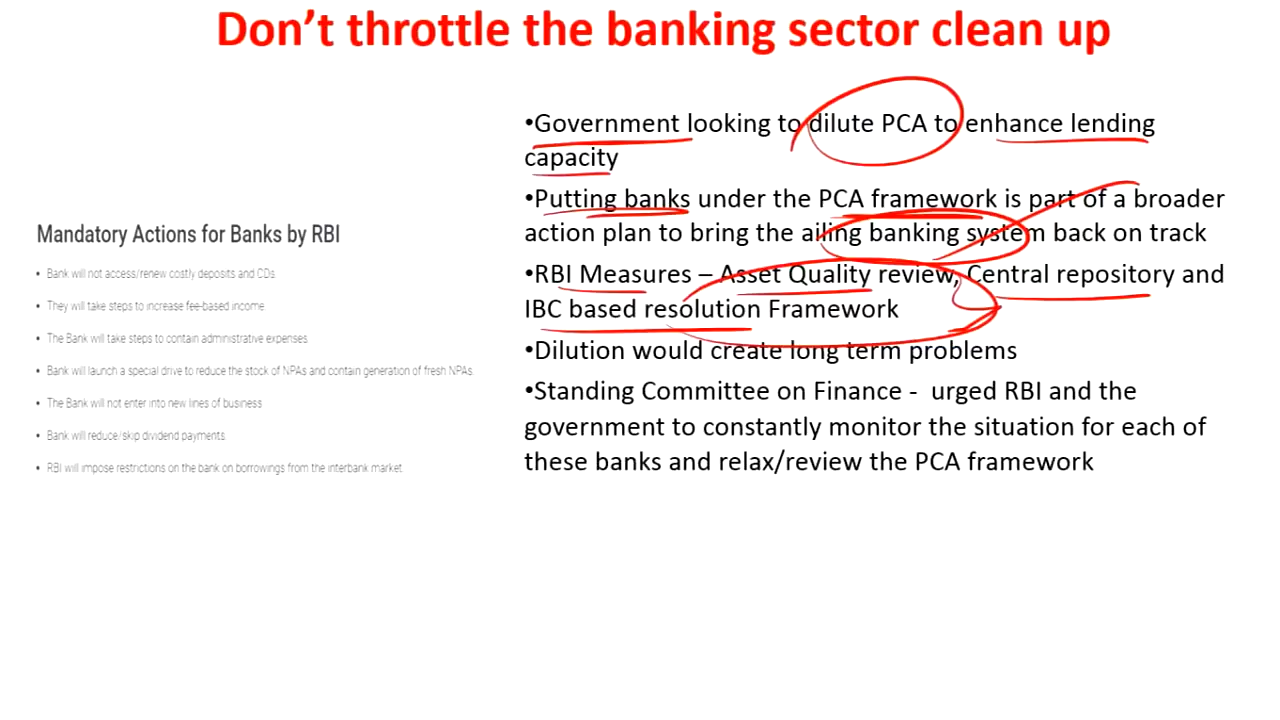 Don’t throttle the banking sector clean up
Mandatory Actions for Banks by RBI
• Bank will not access/renew costly deposits and CDs
• They will take steps to increase fee-based income
• The Bank will take steps to contain administrative expenses
• Bank will launch a special drive to reduce the stock of NPAs and contain generation of fresh NPAs
• The Bank will not enter into new lines of business
• Bank will reduce/skip dividend payments
• RBI will impose restrictions on the bank on borrowings from the interbank market.
•Government looking to dilute PCA to enhance lending
capacity
•Putting banks under the PCA framework is part of a broader
action plan to bring the ailing banking system back on track
•RBI Measures – Asset Quality review, Central repository and
IBC based resolution Framework
•Dilution would create long term problems
•Standing Committee on Finance - urged RBI and the
government to constantly monitor the situation for each of
these banks and relax/review the PCA framework